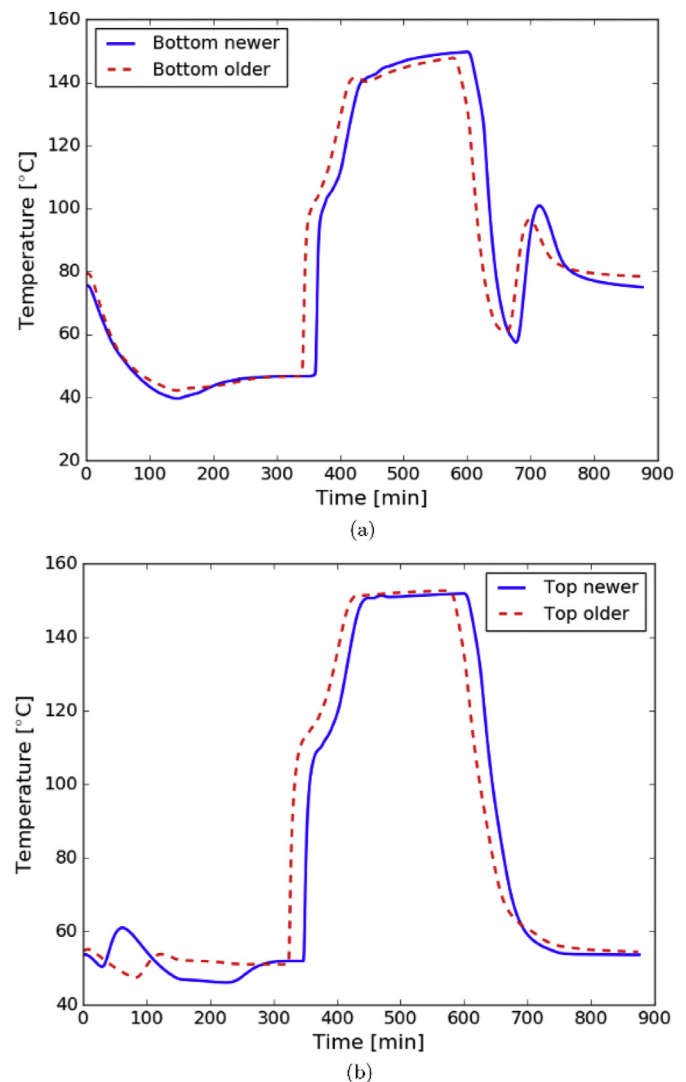 160
140
120
100
80
60
40
20
Temperature [°C]
Bottom newer
Bottom older
0 100 200 300 400 500 600 700 800 900
Time [min]
(a)
160
140
120
100
80
60
40
Temperature [°C]
Top newer
Top older
0 100 200 300 400 500 600 700 800 900
Time [min]
(b)